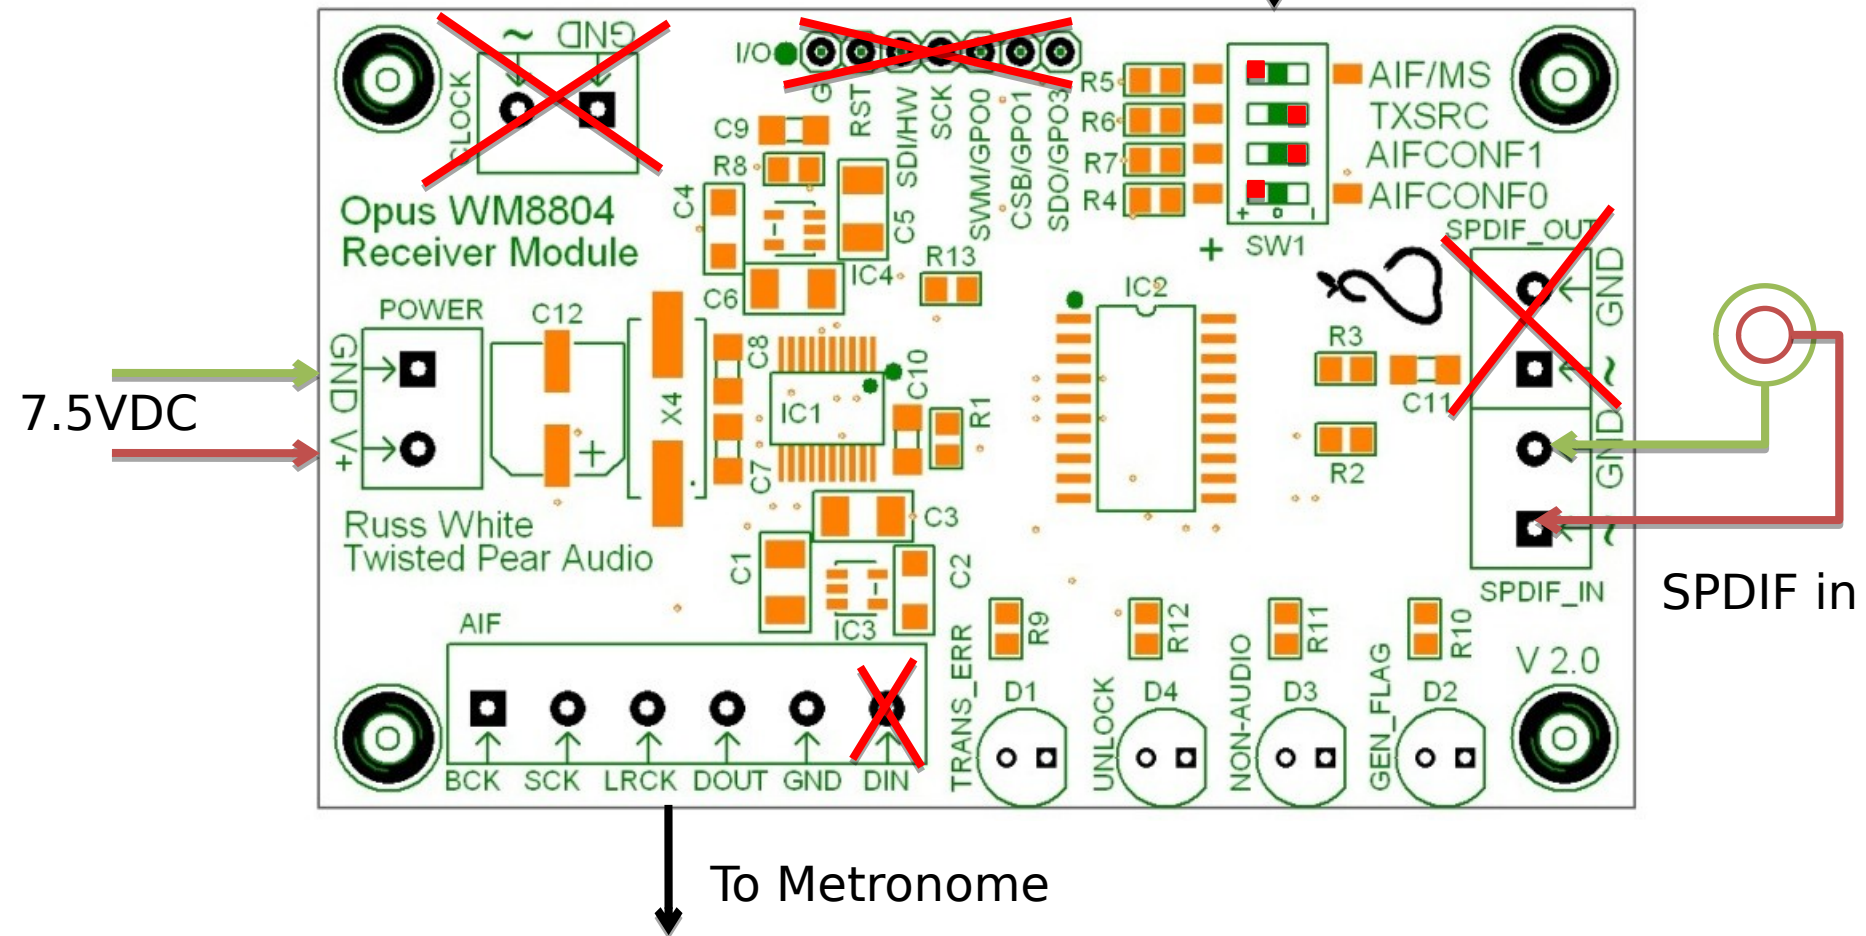 ~ GND
CLOCK
I/O
G
RST
SDI/HW
SCK
SWM/GPO0
CSB/GPO1
SDO/GPO3
R5
R6
R7
R4
AIF/MS
TXSRC
AIFCONF1
AIFCONF0
+ 0 -
+ SW1
C9
R8
C4
C5
IC4
C6
R13
Opus WM8804
Receiver Module
POWER
GND
V+
7.5VDC
C12
+
X4
C8
C7
IC1
C10
R1
IC2
R3
C11
R2
SPDIF_OUT
GND
~
GND
~
SPDIF_IN
SPDIF in
Russ White
Twisted Pear Audio
C3
C1
C2
IC3
AIF
BCK SCK LRCK DOUT GND DIN
TRANS_ERR
R9
D1
UNLOCK
R12
D4
NON-AUDIO
R11
D3
GEN_FLAG
R10
D2
V 2.0
To Metronome